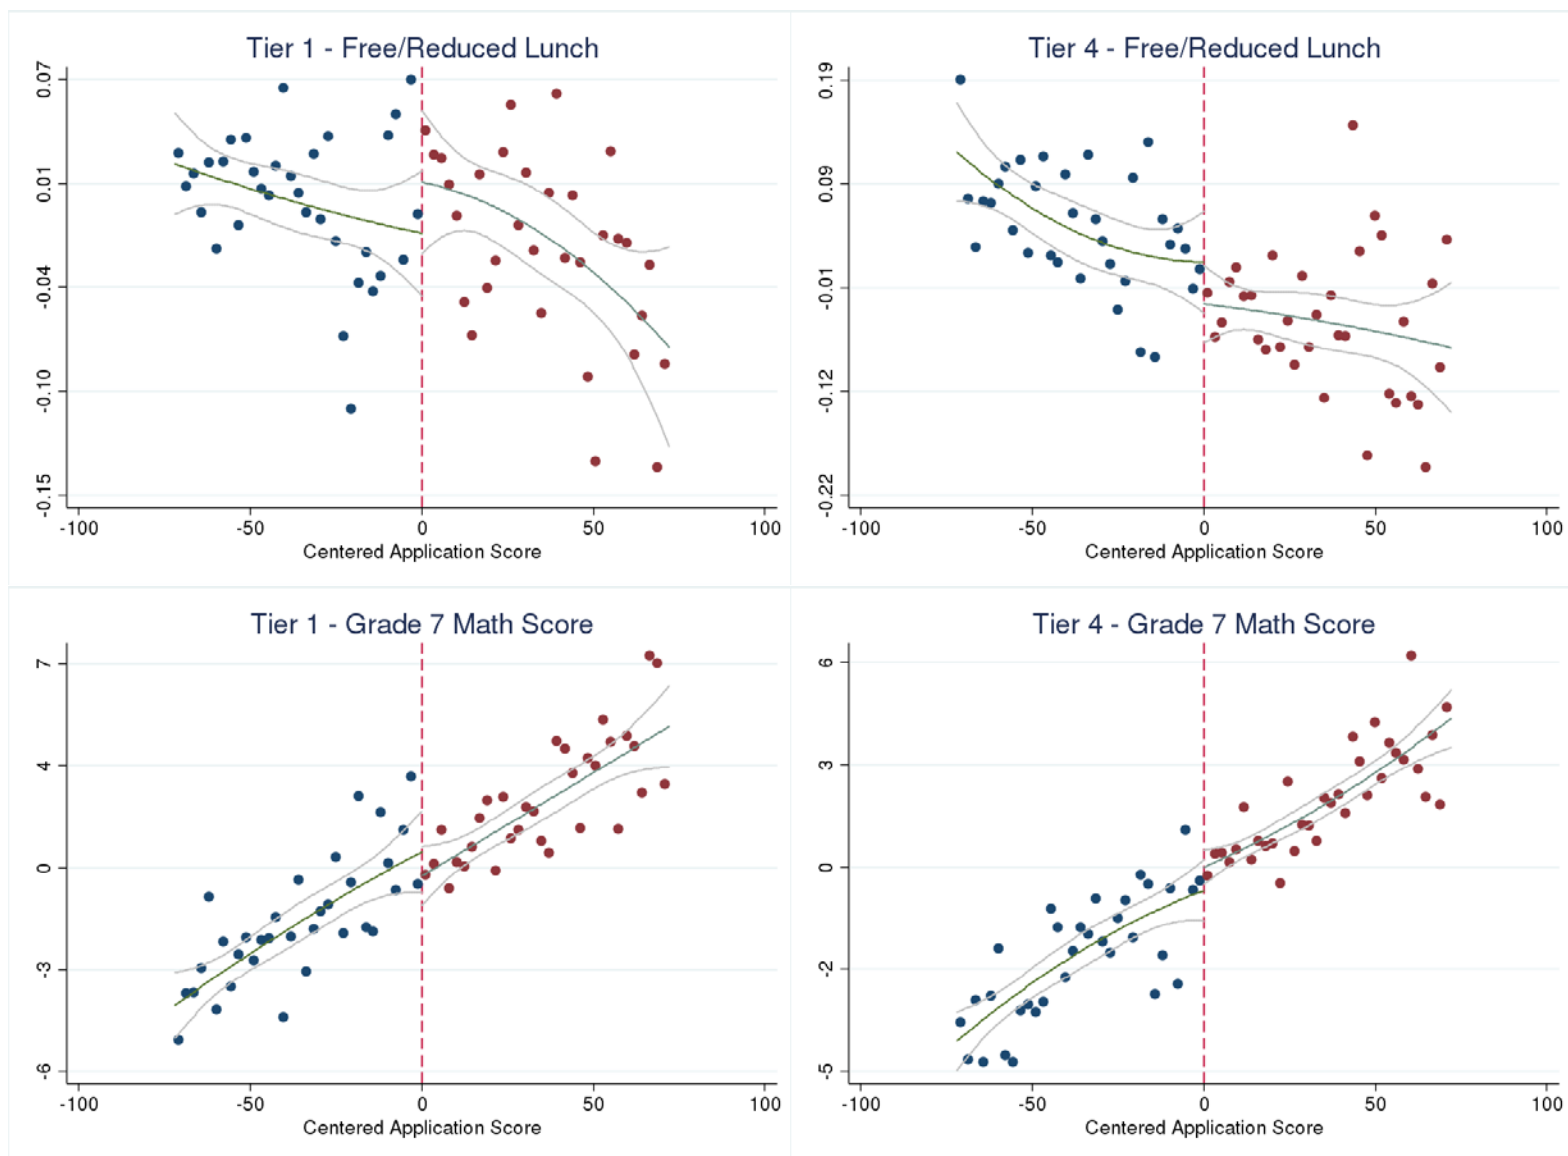 Tier 1 - Free/Reduced Lunch
0.07
0.01
-0.04
-0.10
-0.15
-100 -50 0 50 100
Centered Application Score
Tier 4 - Free/Reduced Lunch
0.19
0.09
-0.01
-0.12
-0.22
-100 -50 0 50 100
Centered Application Score
Tier 1 - Grade 7 Math Score
7
4
0
-3
-6
-100 -50 0 50 100
Centered Application Score
Tier 4 - Grade 7 Math Score
6
3
0
-2
-5
-100 -50 0 50 100
Centered Application Score